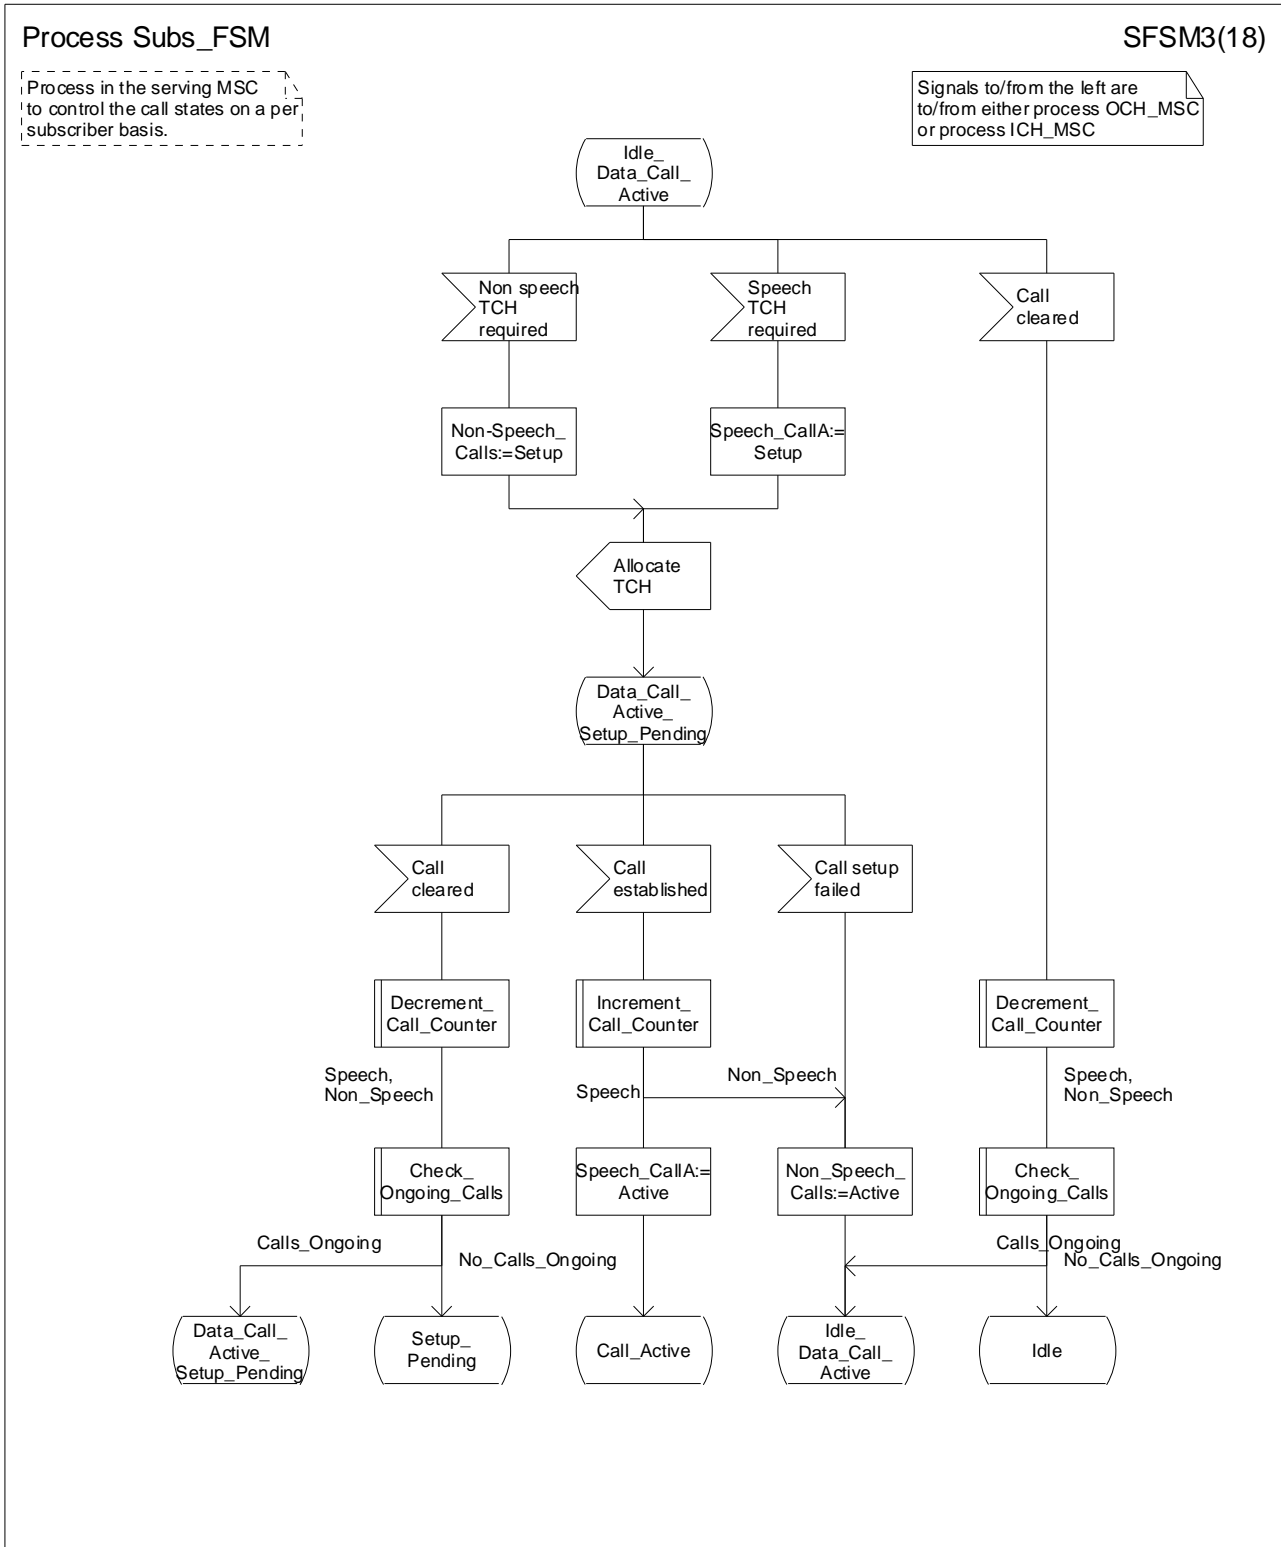 Process Subs_FSM
SFSM3(18)
Process in the serving MSC
to control the call states on a per
subscriber basis.
Signals to/from the left are
to/from either process OCH_MSC
or process ICH_MSC
Idle_
Data_Call_
Active
Non speech
TCH
required
Speech
TCH
required
Call
cleared
Non-Speech_
Calls:=Setup
Speech_CallA:=
Setup
Allocate
TCH
Data_Call_
Active_
Setup_Pending
Call
cleared
Call
established
Call setup
failed
Decrement_
Call_Counter
Increment_
Call_Counter
Decrement_
Call_Counter
Speech,
Non_Speech
Speech
Non_Speech
Speech,
Non_Speech
Check_
Ongoing_Calls
Speech_CallA:=
Active
Non_Speech_
Calls:=Active
Check_
Ongoing_Calls
Calls_Ongoing
No_Calls_Ongoing
Calls_Ongoing
No_Calls_Ongoing
Data_Call_
Active_
Setup_Pending
Setup_
Pending
Call_Active
Idle_
Data_Call_
Active
Idle